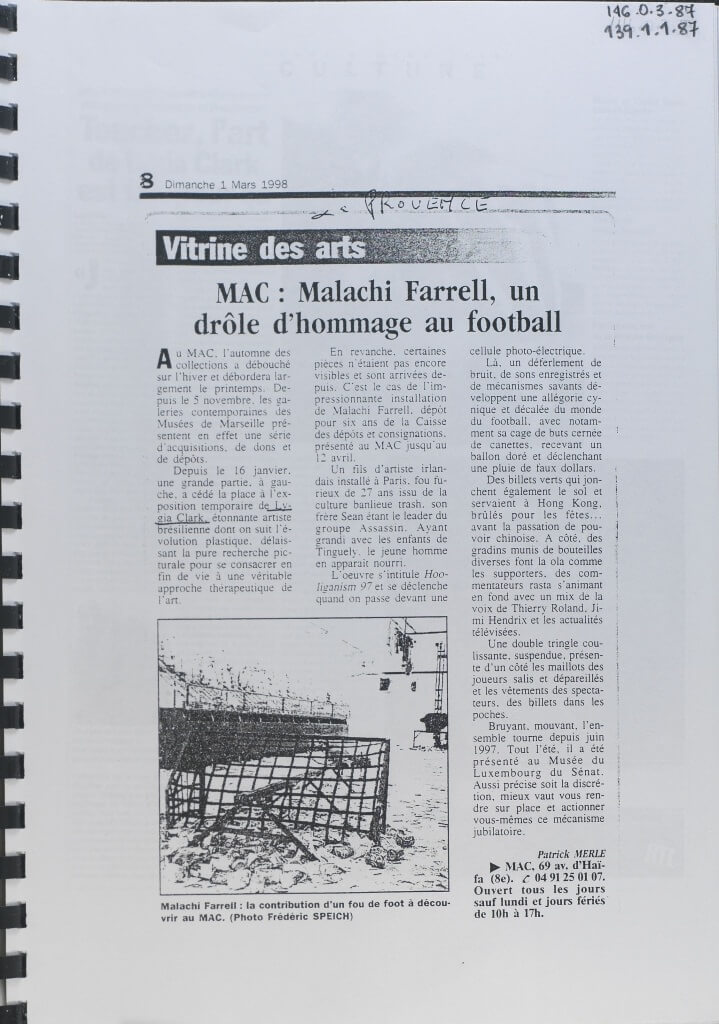 146.0.3.87
139.1.1.87
8 Dimanche 1 Mars 1998
La PROVENCE
Vitrine des arts
MAC : Malachi Farrell, un
drôle d'hommage au football
Au MAC, l'automne des
collections a débouché
sur l'hiver et débordera lar-
gement le printemps. De-
puis le 5 novembre, les ga-
leries contemporaines des
Musées de Marseille pré-
sentent en effet une série
d'acquisitions, de dons et
de dépôts.
Depuis le 16 janvier,
une grande partie, à gau-
che, a cédé la place à l'ex-
position temporaire de Ly-
gia Clark, étonnante artiste
brésilienne dont on suit l'é-
volution plastique, délais-
sant la pure recherche pic-
turale pour se consacrer en
fin de vie à une véritable
approche thérapeutique de
l'art.
En revanche, certaines
pièces n'étaient pas encore
visibles et sont arrivées de-
puis. C'est le cas de l'im-
pressionnante installation
de Malachi Farrell, dépôt
pour six ans de la Caisse
des dépôts et consignations,
présenté au MAC jusqu'au
12 avril.
Un fils d'artiste irlan-
dais installé à Paris, fou fu-
rieux de 27 ans issu de la
culture banlieue trash, son
frère Sean étant le leader du
groupe Assassin. Ayant
grandi avec les enfants de
Tinguely, le jeune homme
en apparaît nourri.
L'oeuvre s'intitule Hoo-
liganism 97 et se déclenche
quand on passe devant une
cellule photo-électrique.
Là, un déferlement de
bruit, de sons enregistrés et
de mécanismes savants dé-
veloppent une allégorie cy-
nique et décalée du monde
du football, avec notam-
ment sa cage de buts cernée
de canettes, recevant un
ballon doré et déclenchant
une pluie de faux dollars.
Des billets verts qui jon-
chent également le sol et
servaient à Hong Kong,
brûlés pour les fêtes...
avant la passation de pou-
voir chinoise. A côté, des
gradins munis de bouteilles
diverses font la ola comme
les supporters, des com-
mentateurs rasta s'animant
en fond avec un mix de la
voix de Thierry Roland, Ji-
mi Hendrix et les actualités
télévisées.
Une double tringle cou-
lissante, suspendue, présen-
te d'un côté les maillots des
joueurs salis et dépareillés
et les vêtements des specta-
teurs, des billets dans les
poches.
Bruyant, mouvant, l'en-
semble tourne depuis juin
1997. Tout l'été, il a été
présenté au Musée du
Luxembourg du Sénat.
Aussi précise soit la discré-
tion, mieux vaut vous ren-
dre sur place et actionner
vous-mêmes ce mécanisme
jubilatoire.
Patrick MERLE
▶ MAC, 69 av. d'Haï-
fa (8e). ✆ 04 91 25 01 07.
Ouvert tous les jours
sauf lundi et jours fériés
de 10h à 17h.
Malachi Farrell : la contribution d'un fou de foot à décou-
vrir au MAC. (Photo Frédéric SPEICH)